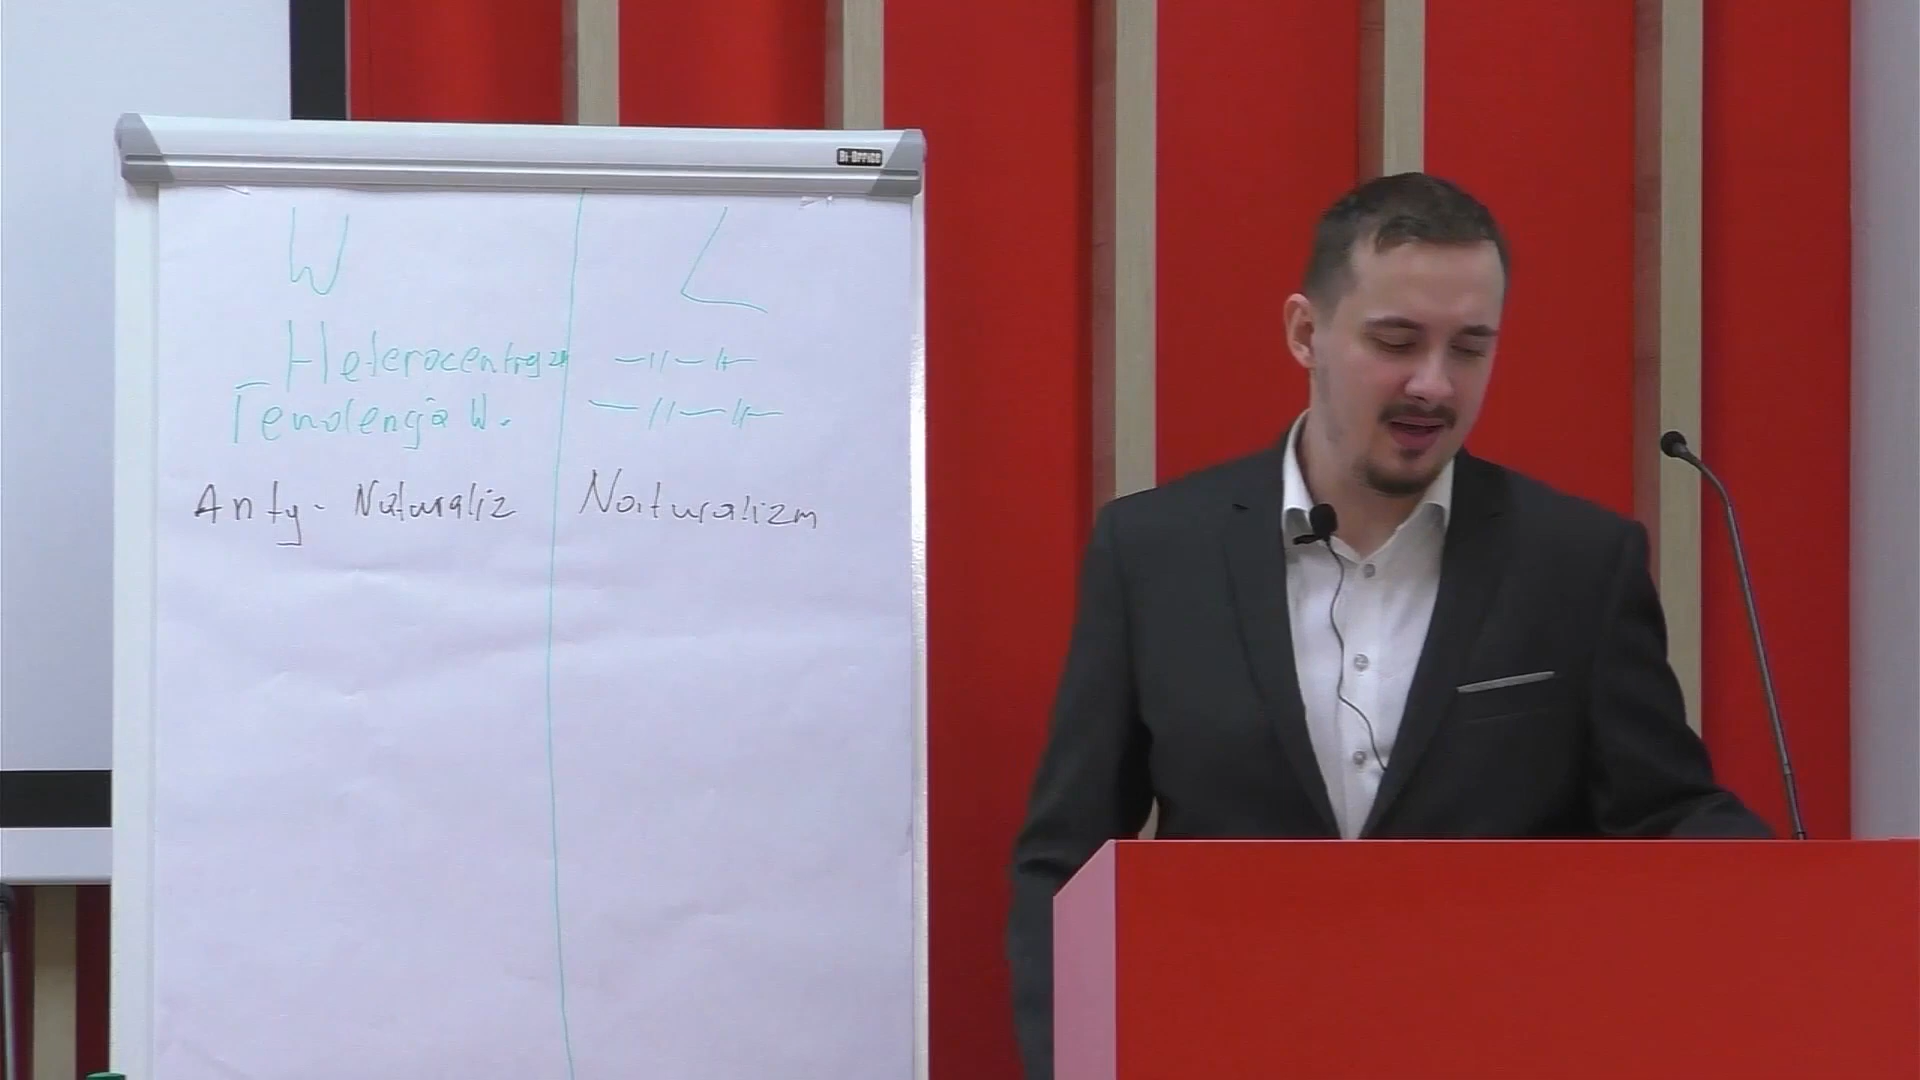 Bi-Office
W L
Heterocentryzm —//—//—
Tendencja W. —//—//—
Anty-Naturaliz Naturalizm